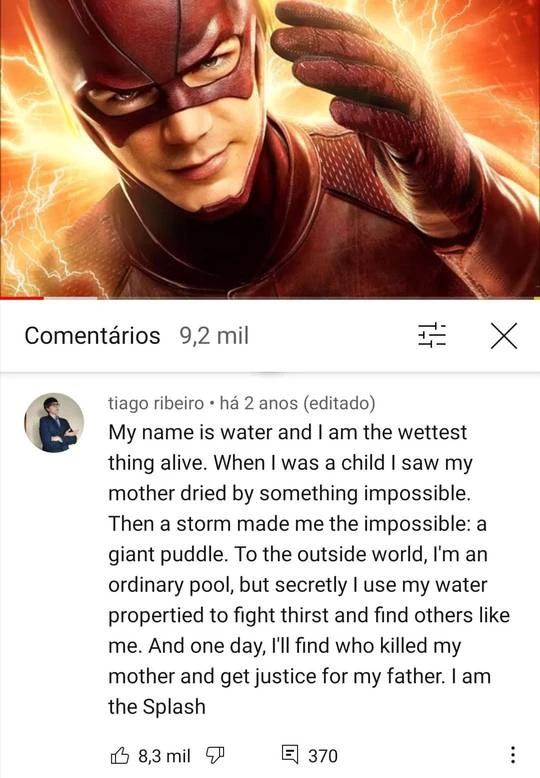 Comentários 9,2 mil
tiago ribeiro • há 2 anos (editado)
My name is water and I am the wettest
thing alive. When I was a child I saw my
mother dried by something impossible.
Then a storm made me the impossible: a
giant puddle. To the outside world, I'm an
ordinary pool, but secretly I use my water
propertied to fight thirst and find others like
me. And one day, I'll find who killed my
mother and get justice for my father. I am
the Splash
8,3 mil 370